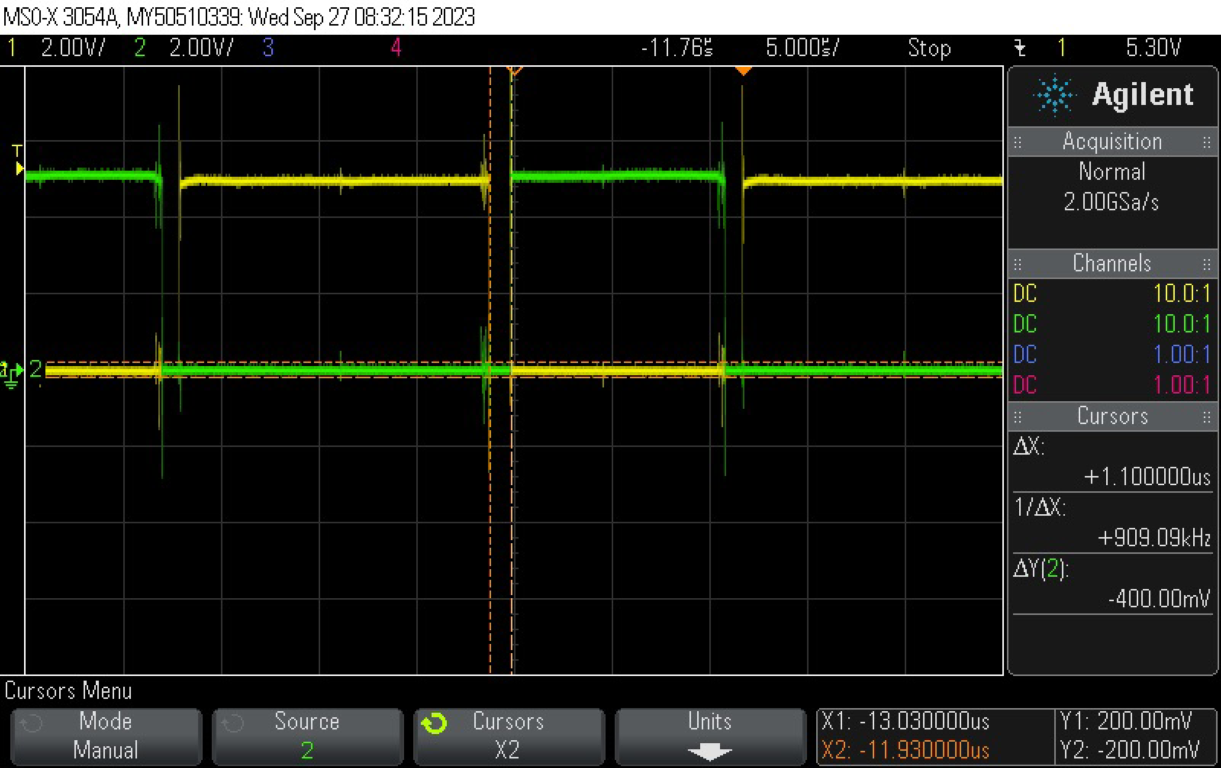 MSO-X 3054A, MY50510339: Wed Sep 27 08:32:15 2023
1 2.00V/ 2 2.00V/ 3 4 -11.76µs 5.000µs/ Stop 1 5.30V
Agilent
Acquisition
Normal
2.00GSa/s
Channels
DC 10.0:1
DC 10.0:1
DC 1.00:1
DC 1.00:1
Cursors
ΔX:
+1.100000us
1/ΔX:
+909.09kHz
ΔY(2):
-400.00mV
T
2
Cursors Menu
Mode
Manual
Source
2
Cursors
X2
Units
X1: -13.030000us
X2: -11.930000us
Y1: 200.00mV
Y2: -200.00mV